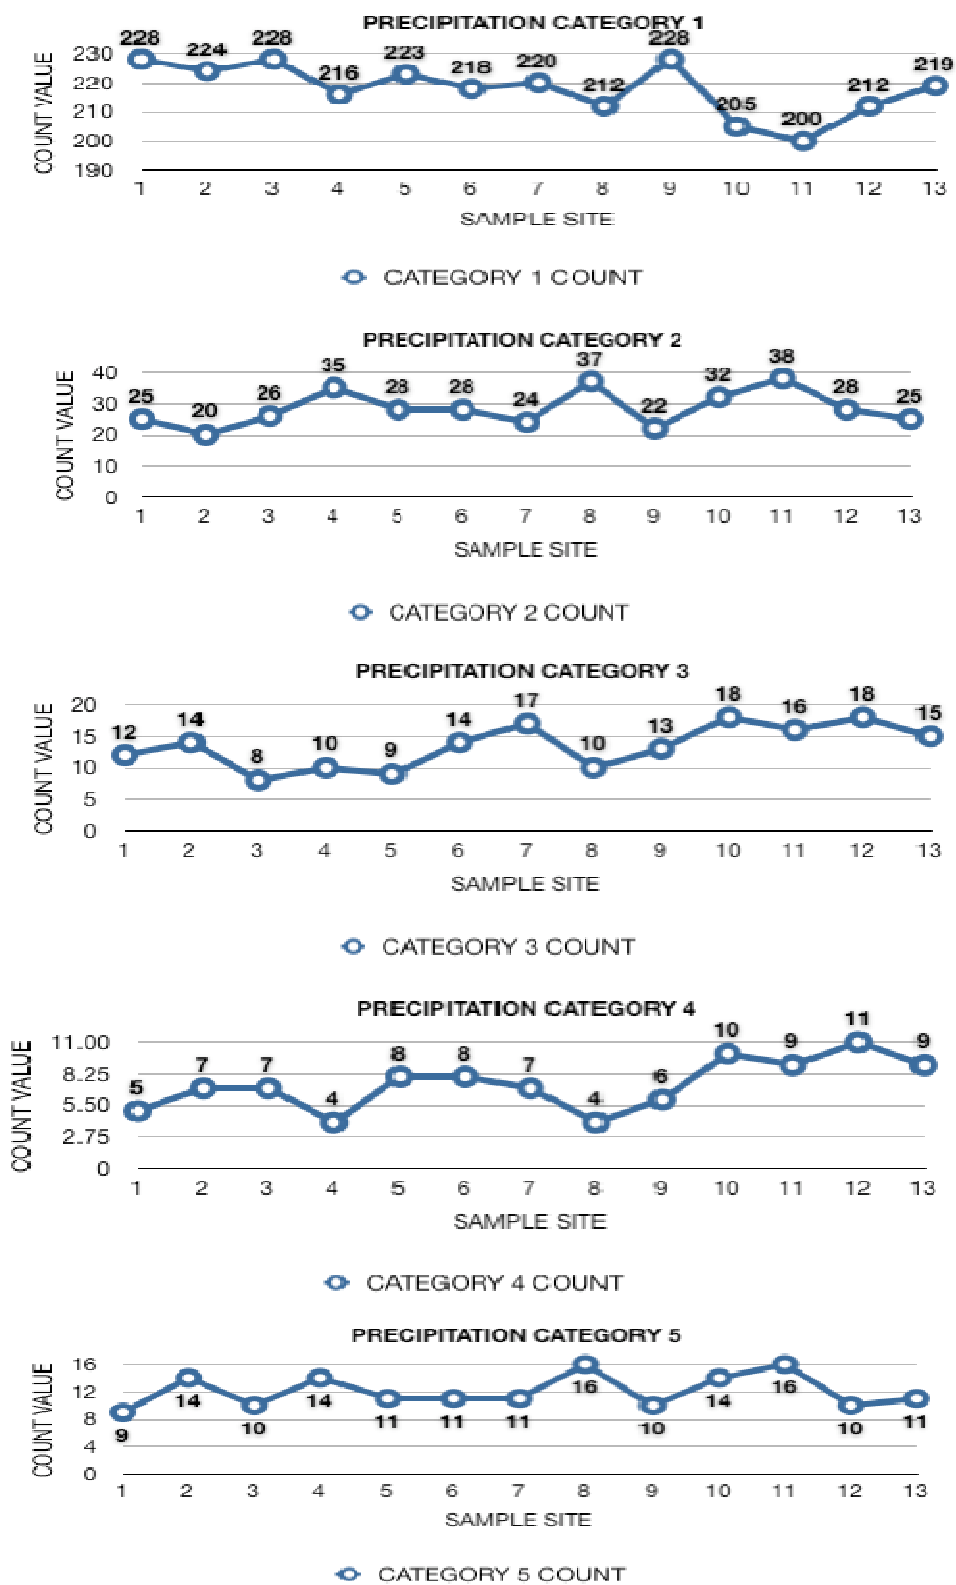 PRECIPITATION CATEGORY 1
COUNT VALUE
230
220
210
200
190
228 224 228 216 223 218 220 212 228 205 200 212 219
1 2 3 4 5 6 7 8 9 10 11 12 13
SAMPLE SITE
CATEGORY 1 COUNT
PRECIPITATION CATEGORY 2
COUNT VALUE
40
30
20
10
0
25 20 26 35 28 28 24 37 22 32 38 28 25
1 2 3 4 5 6 7 8 9 10 11 12 13
SAMPLE SITE
CATEGORY 2 COUNT
PRECIPITATION CATEGORY 3
COUNT VALUE
20
15
10
5
0
12 14 8 10 9 14 17 10 13 18 16 18 15
1 2 3 4 5 6 7 8 9 10 11 12 13
SAMPLE SITE
CATEGORY 3 COUNT
PRECIPITATION CATEGORY 4
COUNT VALUE
11.00
8.25
5.50
2.75
0
5 7 7 4 8 8 7 4 6 10 9 11 9
1 2 3 4 5 6 7 8 9 10 11 12 13
SAMPLE SITE
CATEGORY 4 COUNT
PRECIPITATION CATEGORY 5
COUNT VALUE
16
12
8
4
0
9 14 10 14 11 11 11 16 10 14 16 10 11
1 2 3 4 5 6 7 8 9 10 11 12 13
SAMPLE SITE
CATEGORY 5 COUNT